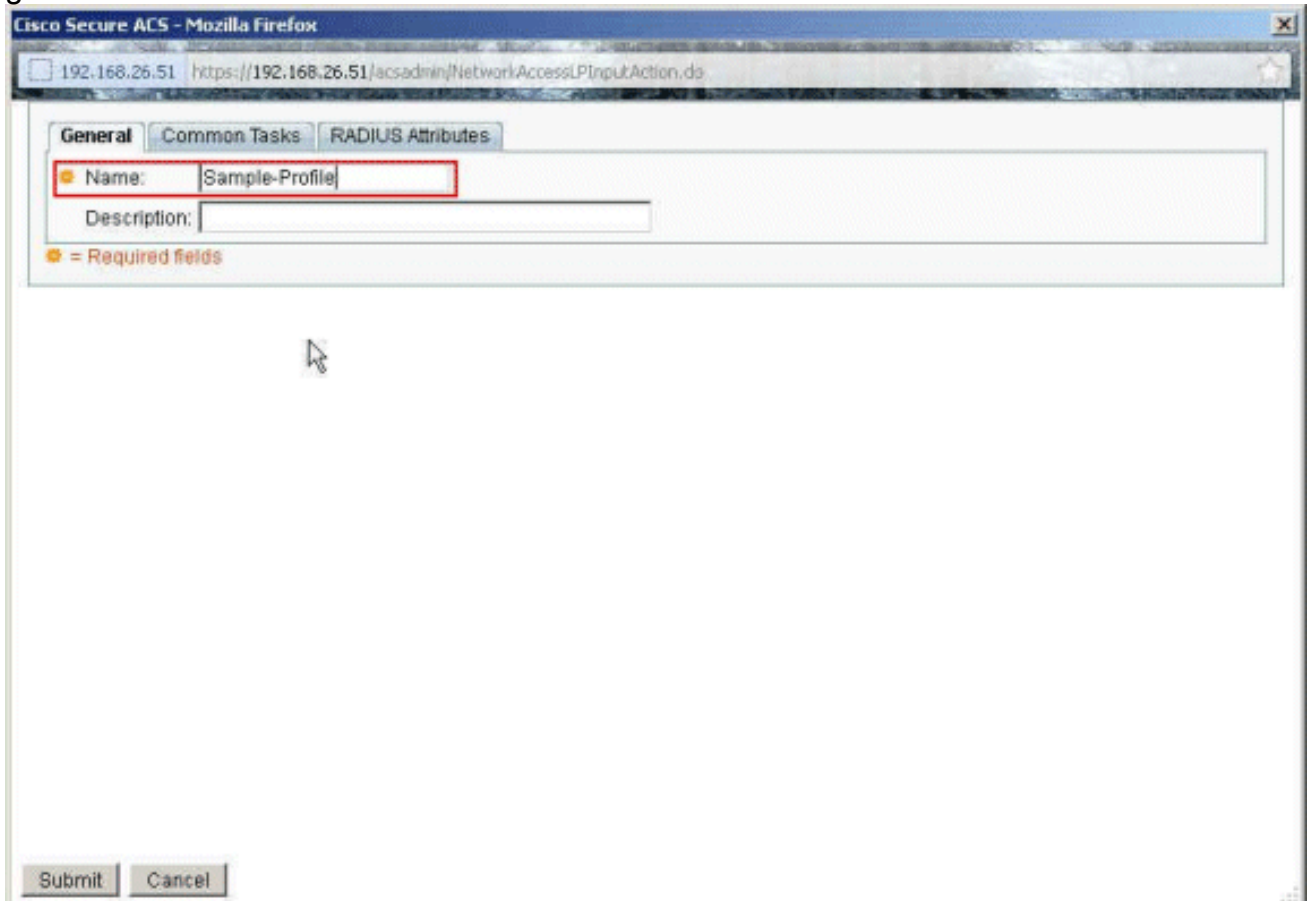 g
Cisco Secure ACS - Mozilla Firefox
192.168.26.51 https://192.168.26.51/acsadmin/NetworkAccessLPInputAction.do
General Common Tasks RADIUS Attributes
Name: Sample-Profile
Description:
= Required fields
Submit Cancel